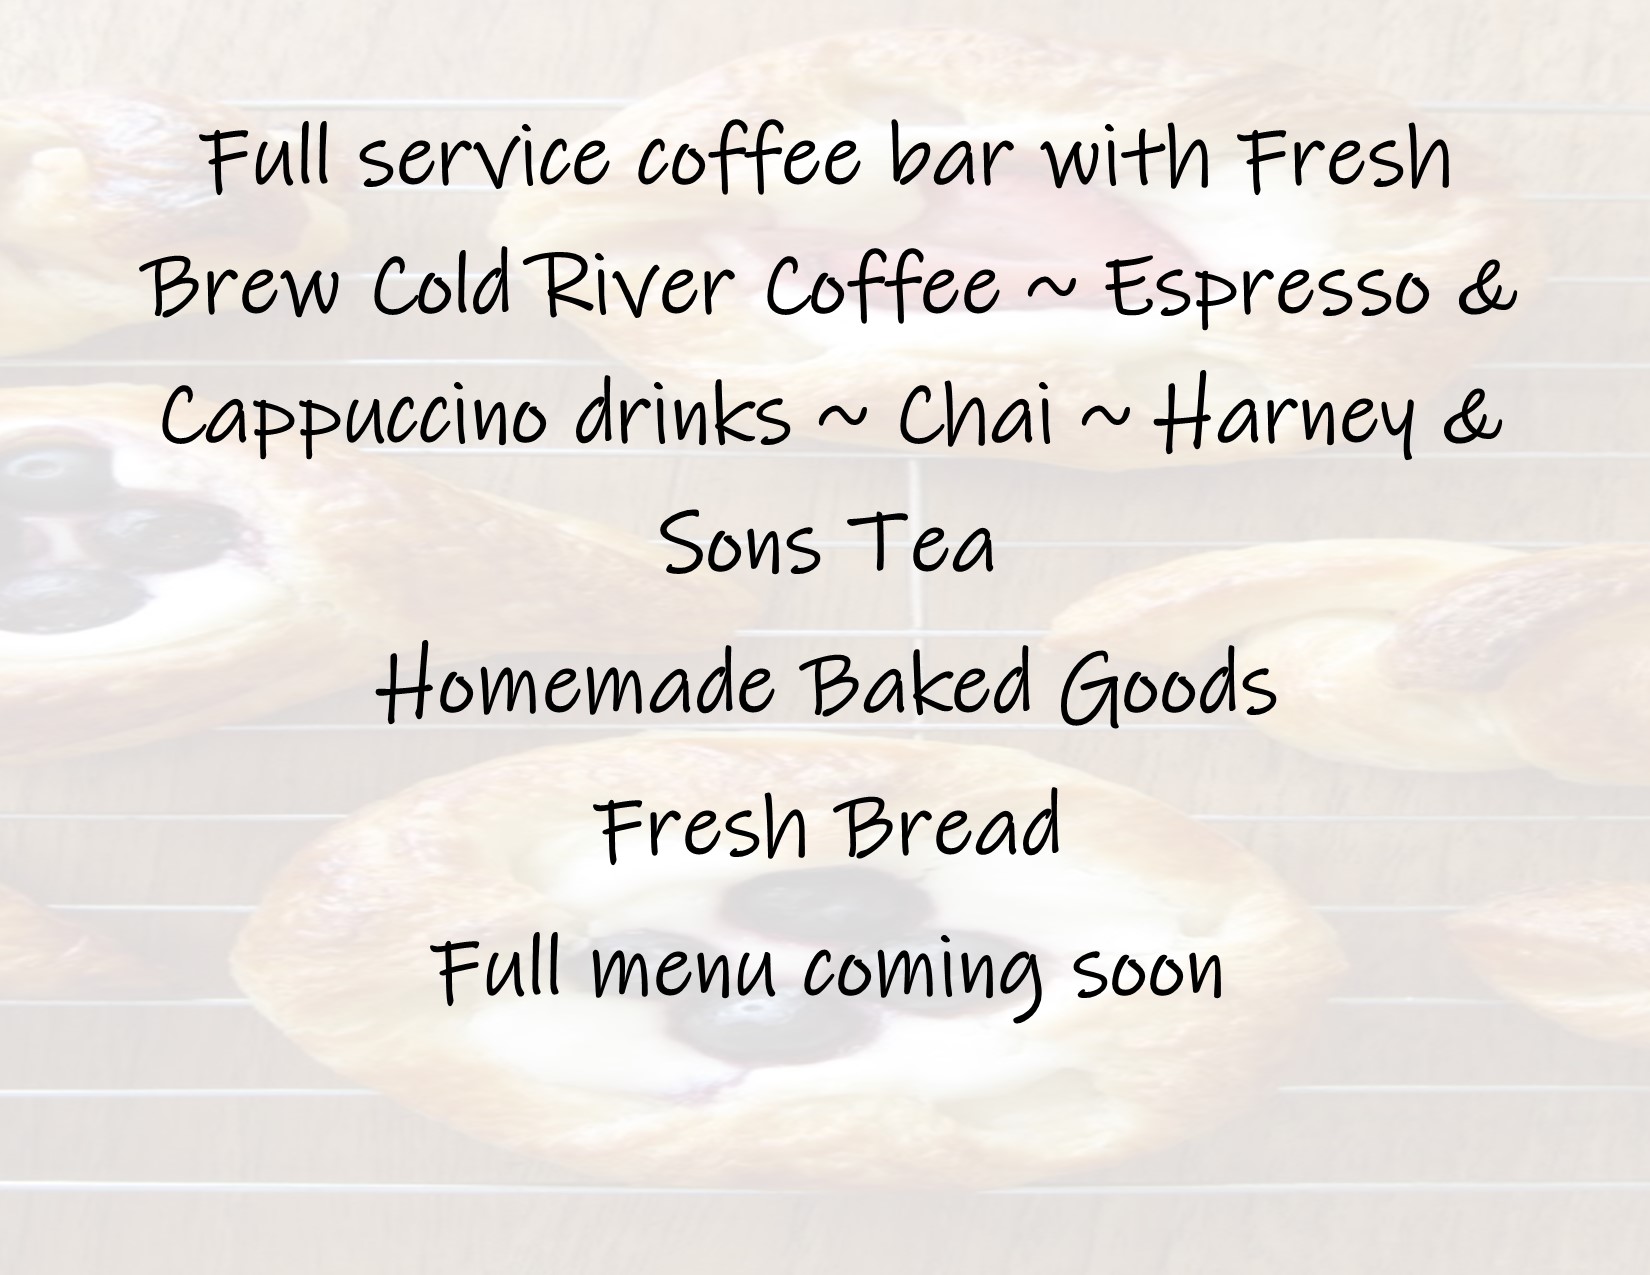 Full service coffee bar with Fresh
Brew Cold River Coffee ~ Espresso &
Cappuccino drinks ~ Chai ~ Harney &
Sons Tea
Homemade Baked Goods
Fresh Bread
Full menu coming soon